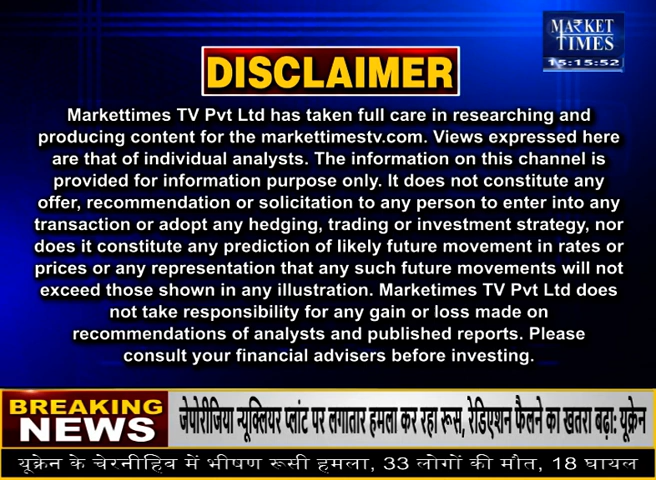 MARKET
TIMES
15:15:52
DISCLAIMER
Markettimes TV Pvt Ltd has taken full care in researching and
producing content for the markettimestv.com. Views expressed here
are that of individual analysts. The information on this channel is
provided for information purpose only. It does not constitute any
offer, recommendation or solicitation to any person to enter into any
transaction or adopt any hedging, trading or investment strategy, nor
does it constitute any prediction of likely future movement in rates or
prices or any representation that any such future movements will not
exceed those shown in any illustration. Marketimes TV Pvt Ltd does
not take responsibility for any gain or loss made on
recommendations of analysts and published reports. Please
consult your financial advisers before investing.
BREAKING
NEWS
जेपोरीजिया न्यूक्लियर प्लांट पर लगातार हमला कर रहा रूस, रेडिएशन फैलने का खतरा बढ़ा: यूक्रेन
यूक्रेन के चेरनीहिव में भीषण रूसी हमला, 33 लोगों की मौत, 18 घायल